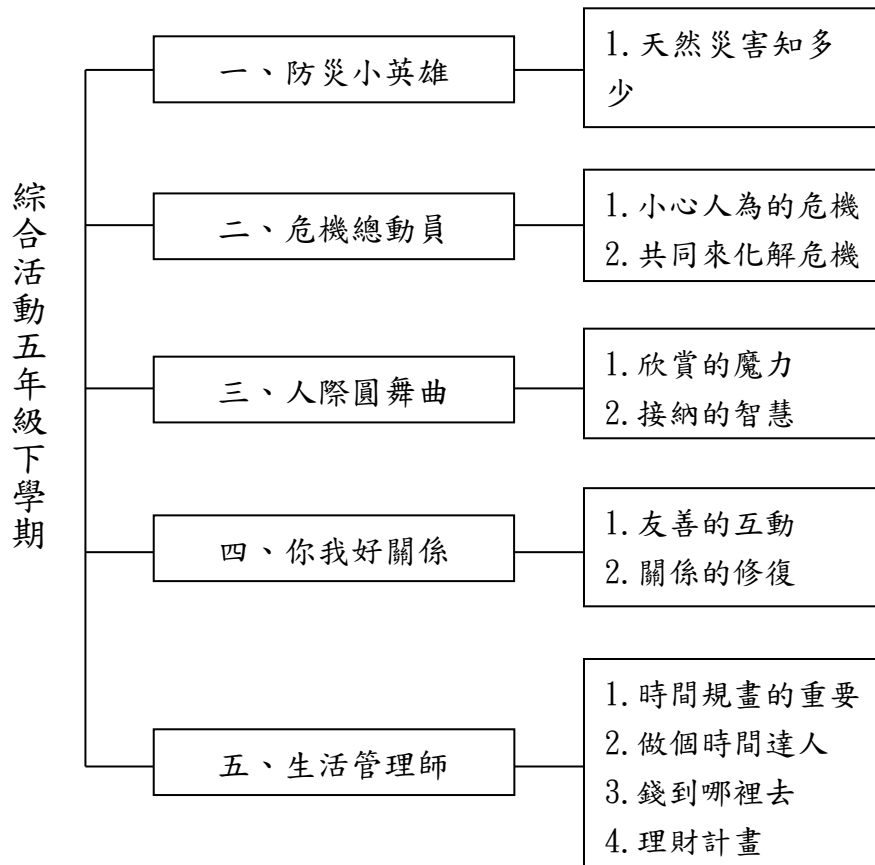 綜合活動五年級下學期
一、防災小英雄
1.天然災害知多
少
二、危機總動員
1.小心人為的危機
2.共同來化解危機
三、人際圓舞曲
1.欣賞的魔力
2.接納的智慧
四、你我好關係
1.友善的互動
2.關係的修復
五、生活管理師
1.時間規畫的重要
2.做個時間達人
3.錢到哪裡去
4.理財計畫